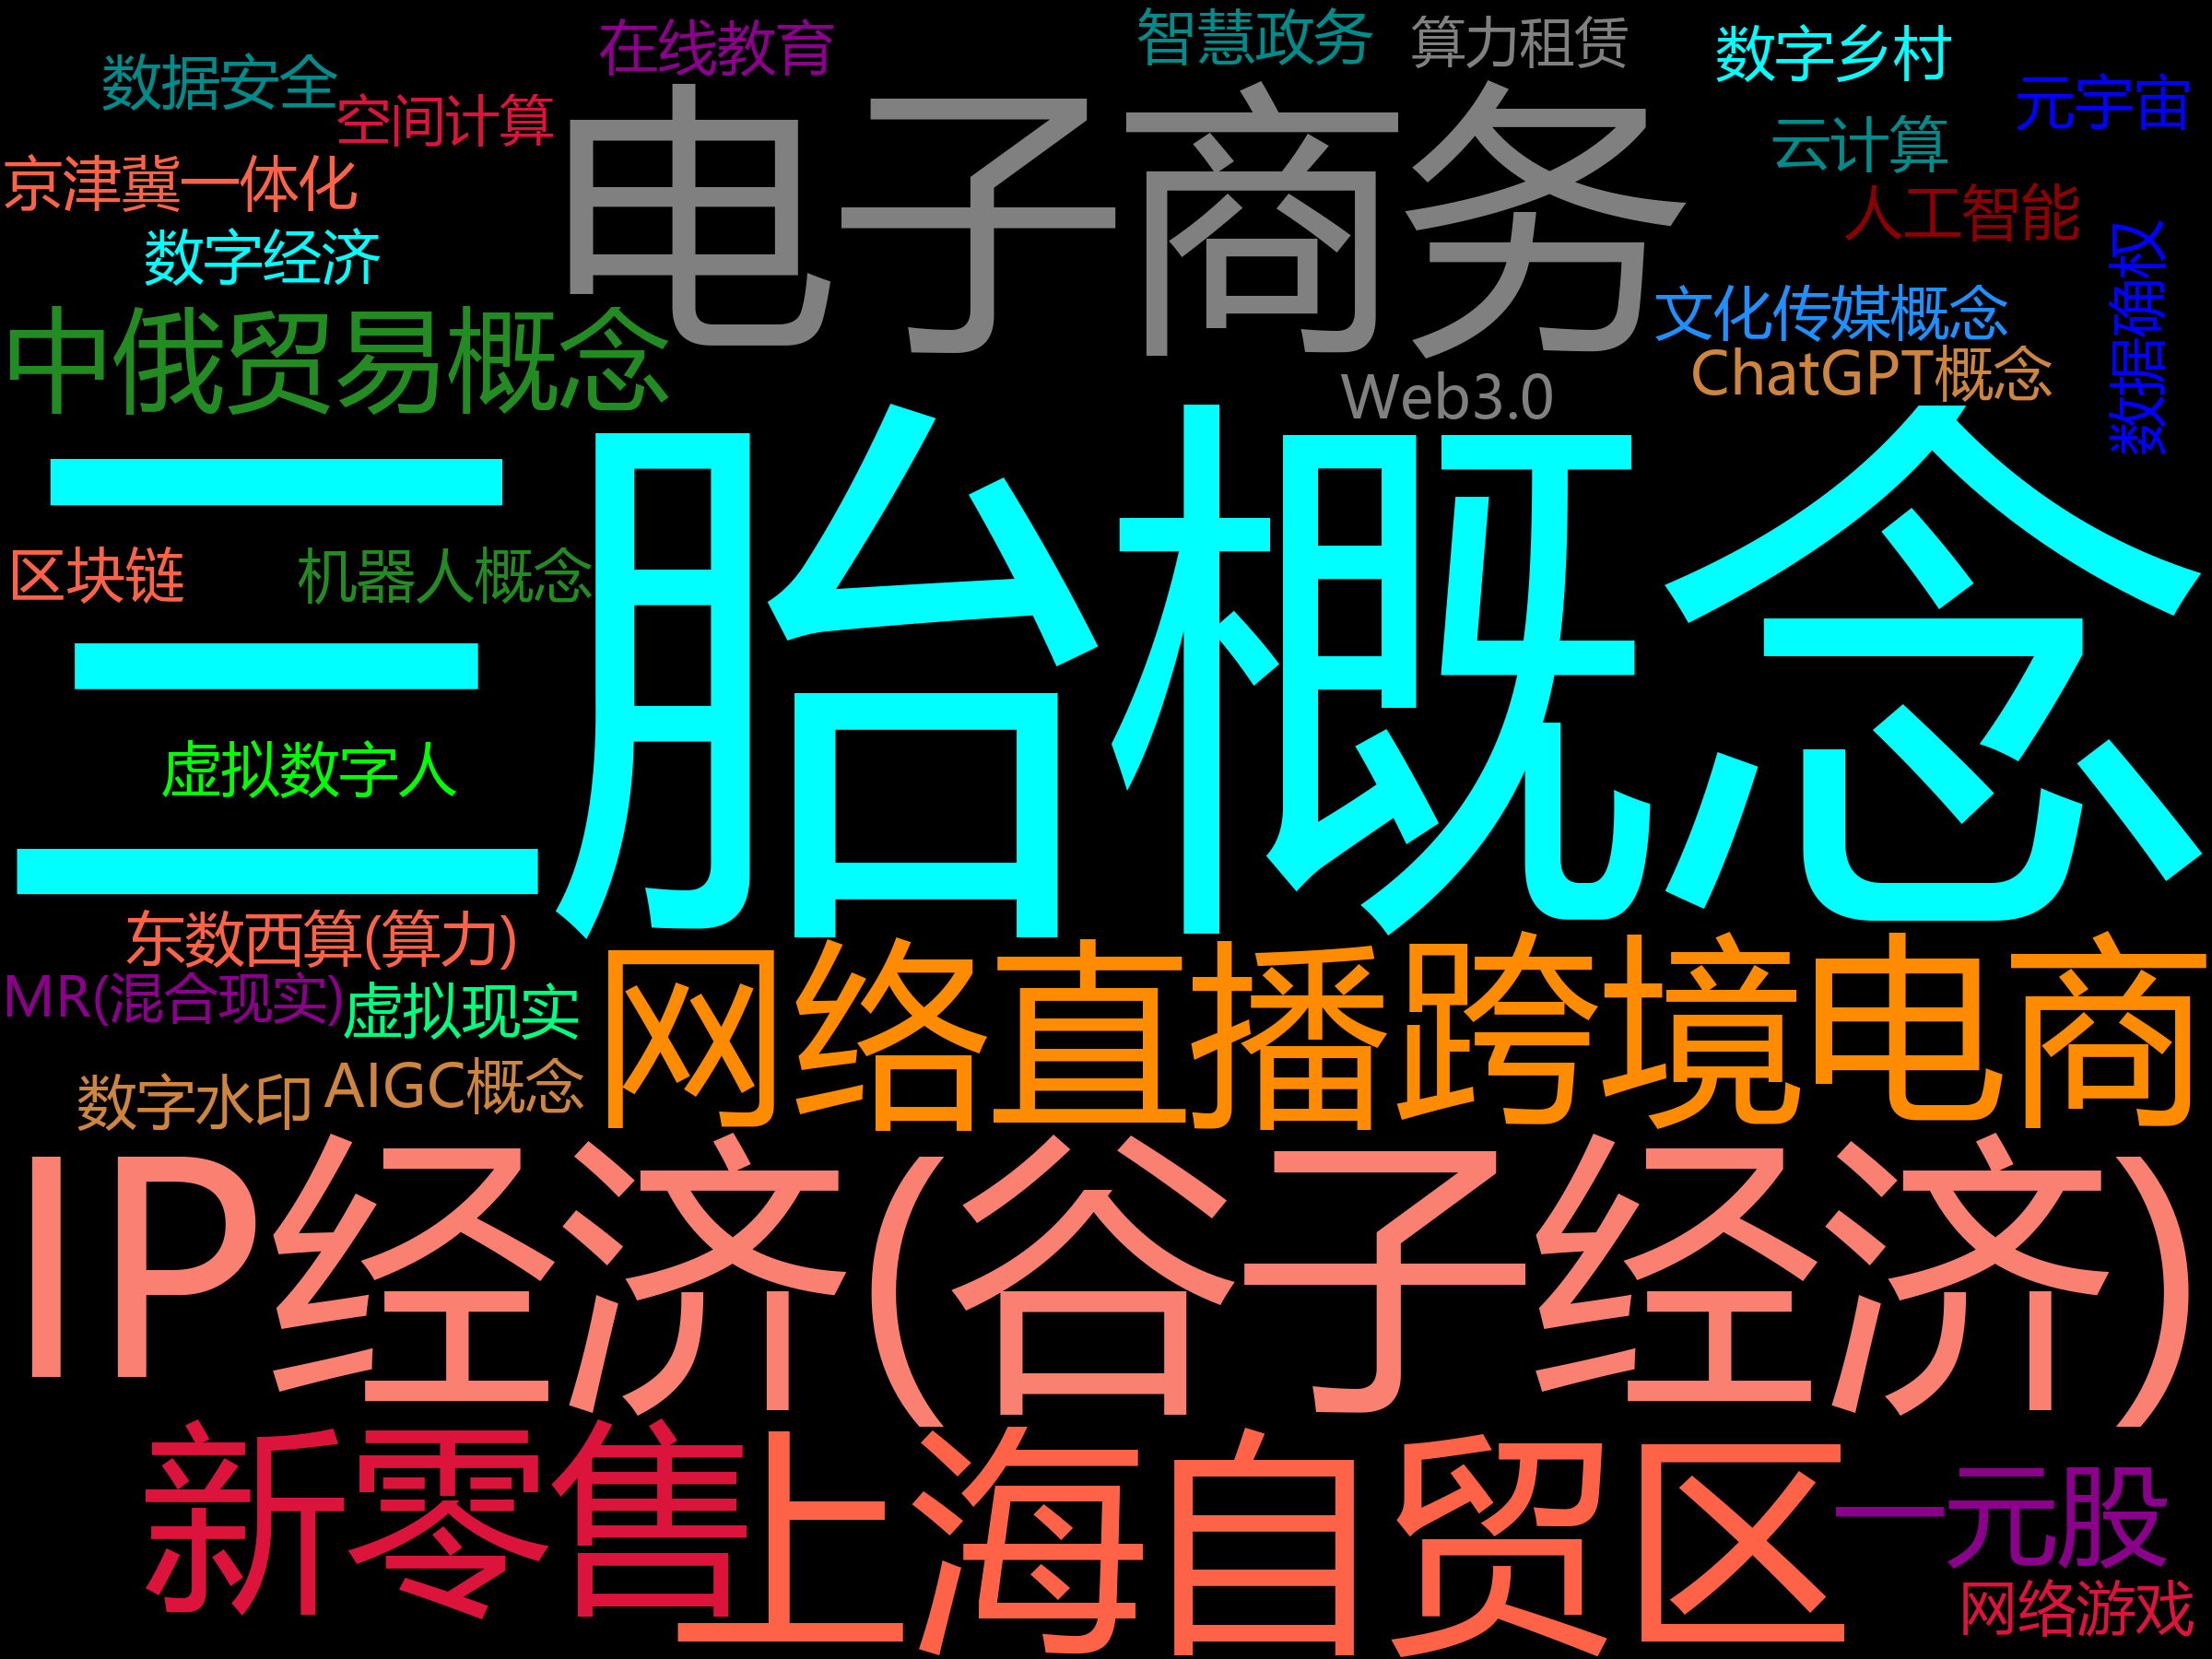 在线教育
智慧政务
算力租赁
数字乡村
数据安全
空间计算
元宇宙
云计算
京津冀一体化
电子商务
人工智能
数字经济
数据确权
中俄贸易概念
文化传媒概念
Web3.0
ChatGPT概念
三胎概念
区块链
机器人概念
虚拟数字人
东数西算(算力)
MR(混合现实)
虚拟现实
网络直播
跨境电商
数字水印
AIGC概念
IP经济(谷子经济)
新零售
上海自贸区
一元股
网络游戏